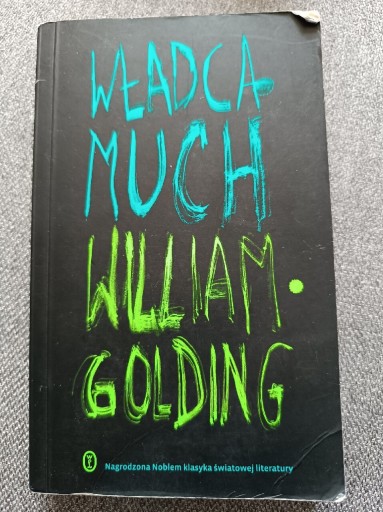 WŁADCA
MUCH
WILLIAM
GOLDING
Nagrodzona Noblem klasyka światowej literatury